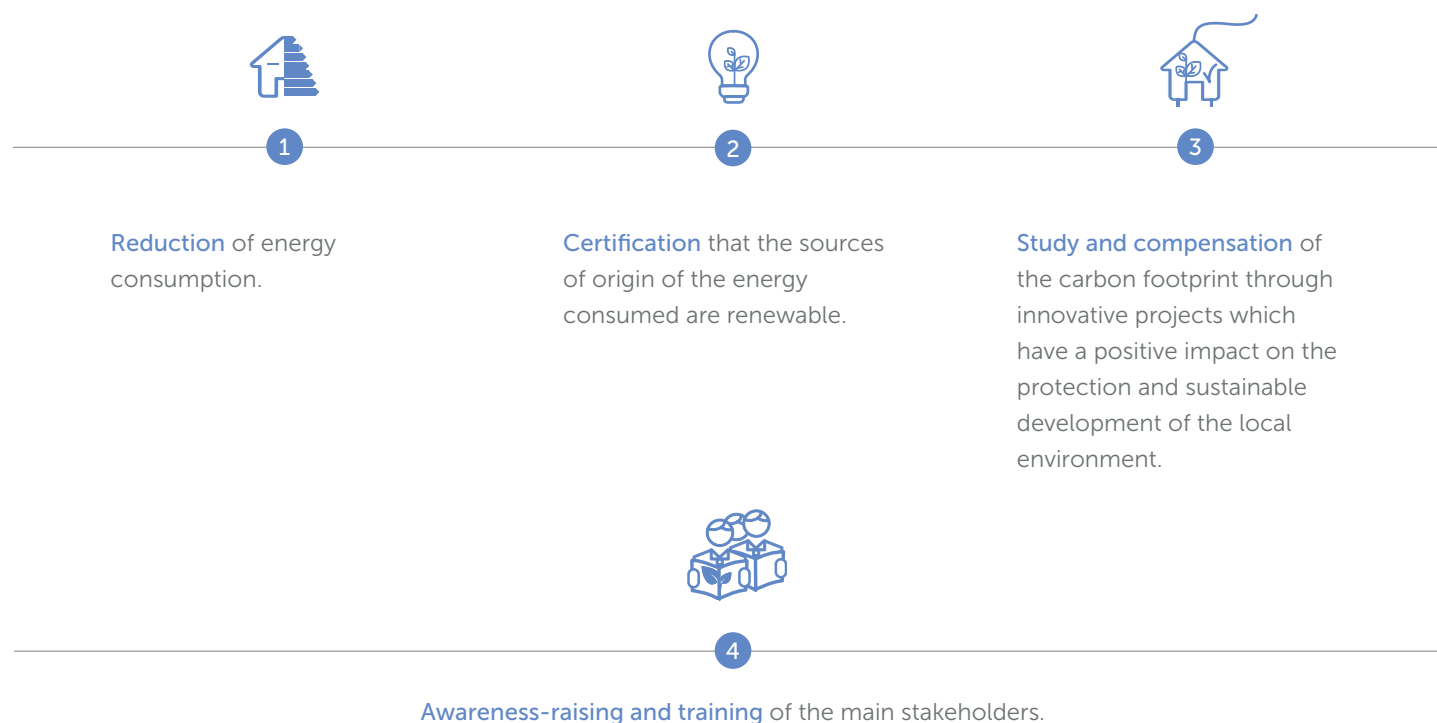 1
2
3
Reduction of energy
consumption.
Certification that the sources
of origin of the energy
consumed are renewable.
Study and compensation of
the carbon footprint through
innovative projects which
have a positive impact on the
protection and sustainable
development of the local
environment.
4
Awareness-raising and training of the main stakeholders.